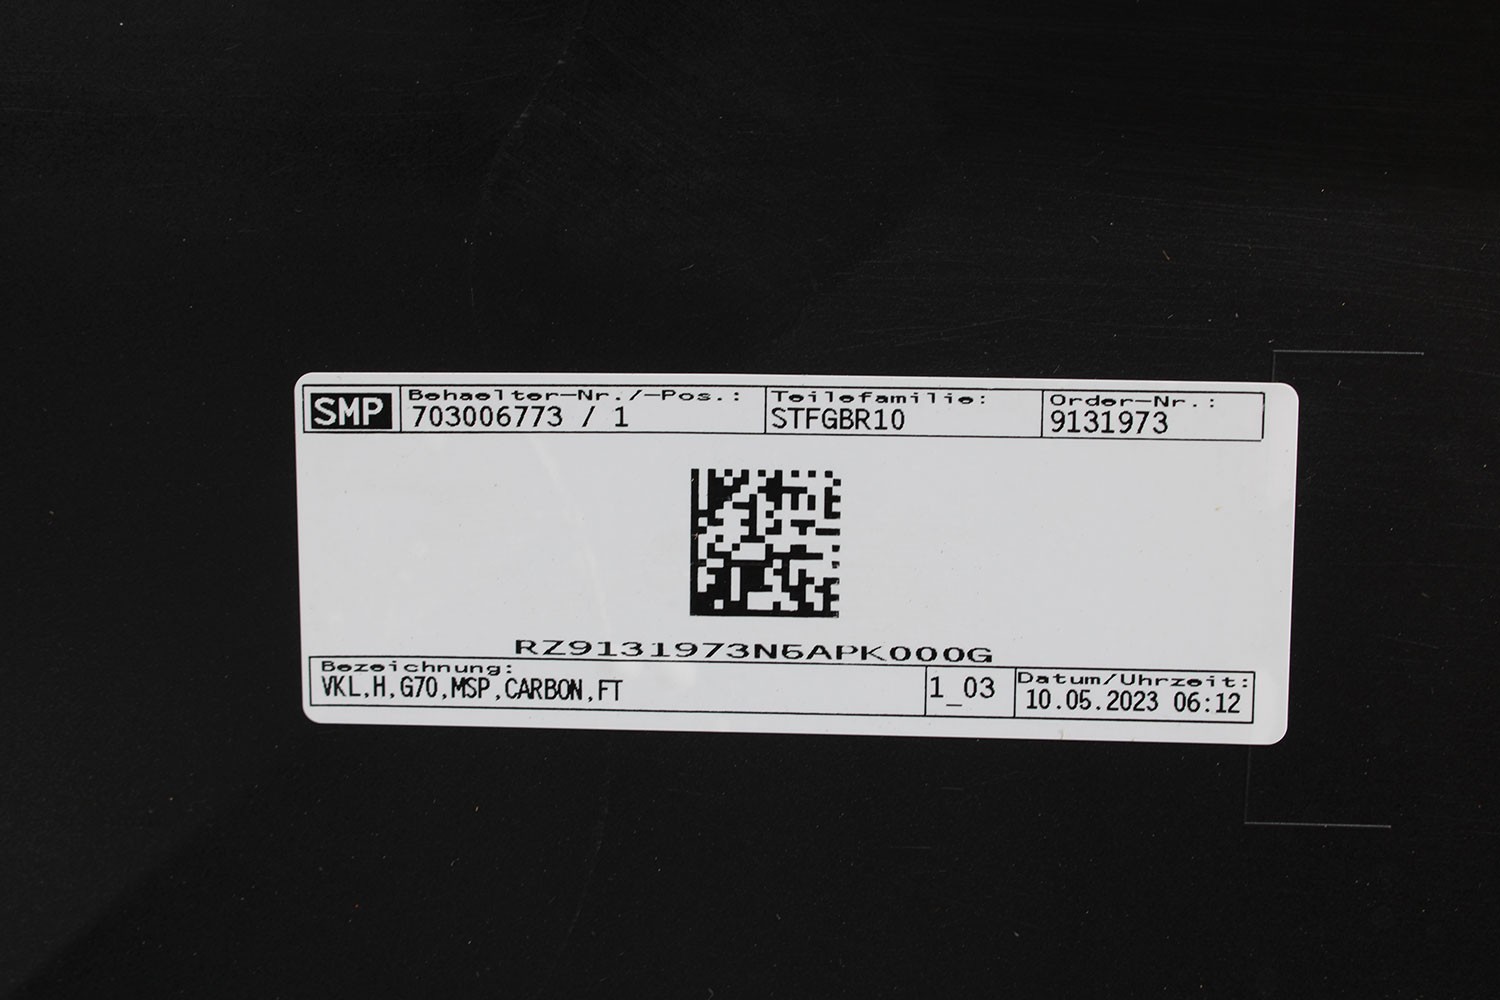 SMP
Behaelter-Nr./-Pos.: Teilefamilie: Order-Nr.:
703006773 / 1 STFGBR10 9131973
RZ9131973N5APK000G
Bezeichnung: Datum/Uhrzeit:
VKL,H,G70,MSP,CARBON,FT 1_03 10.05.2023 06:12